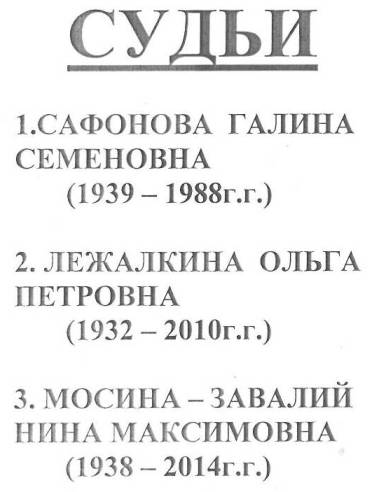 СУДЬИ
1.САФОНОВА ГАЛИНА
СЕМЕНОВНА
(1939 – 1988г.г.)
2. ЛЕЖАЛКИНА ОЛЬГА
ПЕТРОВНА
(1932 – 2010г.г.)
3. МОСИНА – ЗАВАЛИЙ
НИНА МАКСИМОВНА
(1938 – 2014г.г.)